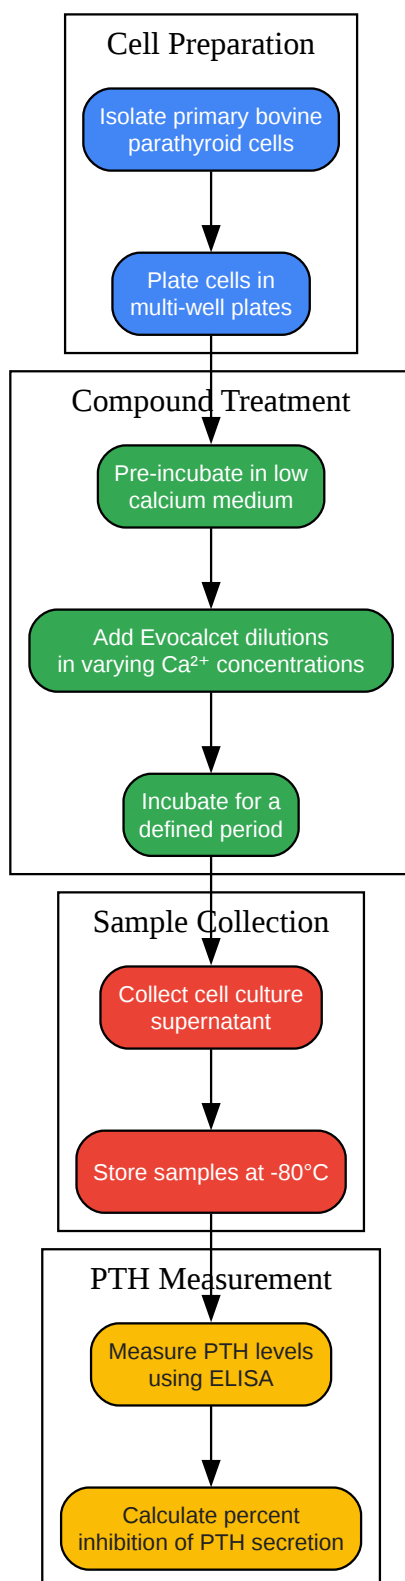 Cell Preparation
Isolate primary bovine
parathyroid cells
Plate cells in
multi-well plates
Compound Treatment
Pre-incubate in low
calcium medium
Add Evocalcet dilutions
in varying Ca²⁺ concentrations
Incubate for a
defined period
Sample Collection
Collect cell culture
supernatant
Store samples at -80°C
PTH Measurement
Measure PTH levels
using ELISA
Calculate percent
inhibition of PTH secretion